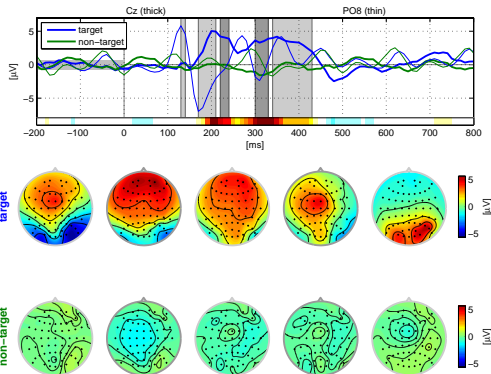 Cz (thick) PO8 (thin)
target
non-target
5
0
-5
[µV]
-200 -100 0 100 200 300 400 500 600 700 800
[ms]
target
5
0
-5
[µV]
non-target
5
0
-5
[µV]